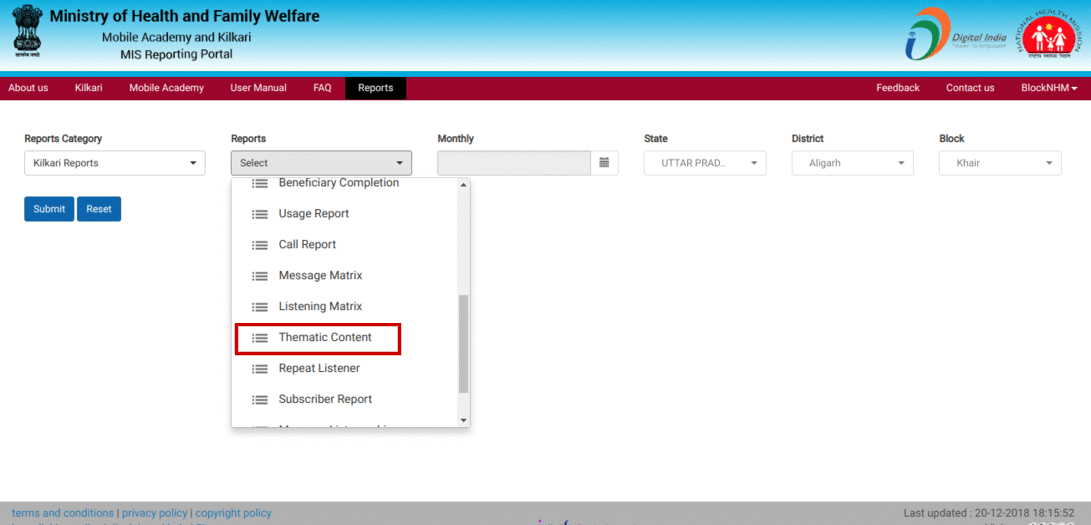 Ministry of Health and Family Welfare
Mobile Academy and Kilkari
MIS Reporting Portal
Digital India
Power To Empower
NATIONAL HEALTH MISSION
About us Kilkari Mobile Academy User Manual FAQ Reports Feedback Contact us BlockNHM
Reports Category Reports Monthly State District Block
Kilkari Reports Select UTTAR PRAD... Aligarh Khair
Submit Reset
Beneficiary Completion
Usage Report
Call Report
Message Matrix
Listening Matrix
Thematic Content
Repeat Listener
Subscriber Report
terms and conditions | privacy policy | copyright policy
Last updated : 20-12-2018 18:15:52